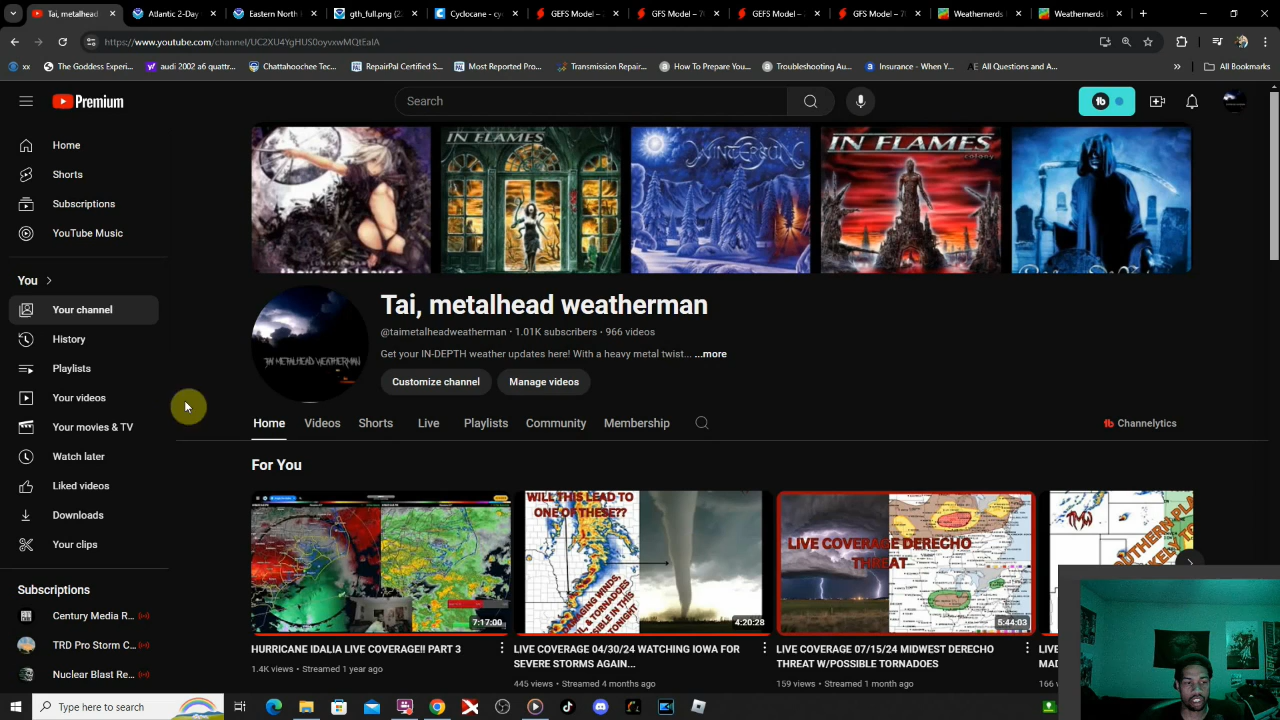 Tai, metalhead
Atlantic 2-Day
Eastern North
gth_full.png (2
Cyclocane - cyc
GEFS Model -
GFS Model - 7
GEFS Model -
GFS Model - 7
Weathernerds
Weathernerds
https://www.youtube.com/channel/UC2XU4YgHUS0oyvxwMQtEaIA
xx
The Goddess Experi...
audi 2002 a6 quattr...
Chattahoochee Tec...
RepairPal Certified S...
Most Reported Pro...
Transmission Repair...
How To Prepare You...
Troubleshooting Au...
Insurance - When Y...
All Questions and A...
All Bookmarks
Premium
Search
Home
Shorts
Subscriptions
YouTube Music
You
Your channel
History
Playlists
Your videos
Your movies & TV
Watch later
Liked videos
Downloads
Your clips
Subscriptions
Century Media R...
TRD Pro Storm C...
Nuclear Blast Re...
thousand leaves
IN FLAMES
WINTERSUN
IN FLAMES
colony
TAI METALHEAD WEATHERMAN
Tai, metalhead weatherman
@taimetalheadweatherman • 1.01K subscribers • 966 videos
Get your IN-DEPTH weather updates here! With a heavy metal twist... ...more
Customize channel
Manage videos
Home
Videos
Shorts
Live
Playlists
Community
Membership
Channelytics
For You
7:17:00
WILL THIS LEAD TO
ONE OF THESE??
4:20:28
LIVE COVERAGE DERECHO
THREAT
5:44:03
HURRICANE IDALIA LIVE COVERAGE!! PART 3
1.4K views • Streamed 1 year ago
LIVE COVERAGE 04/30/24 WATCHING IOWA FOR
SEVERE STORMS AGAIN...
445 views • Streamed 4 months ago
LIVE COVERAGE 07/15/24 MIDWEST DERECHO
THREAT W/POSSIBLE TORNADOES
159 views • Streamed 1 month ago
Type here to search